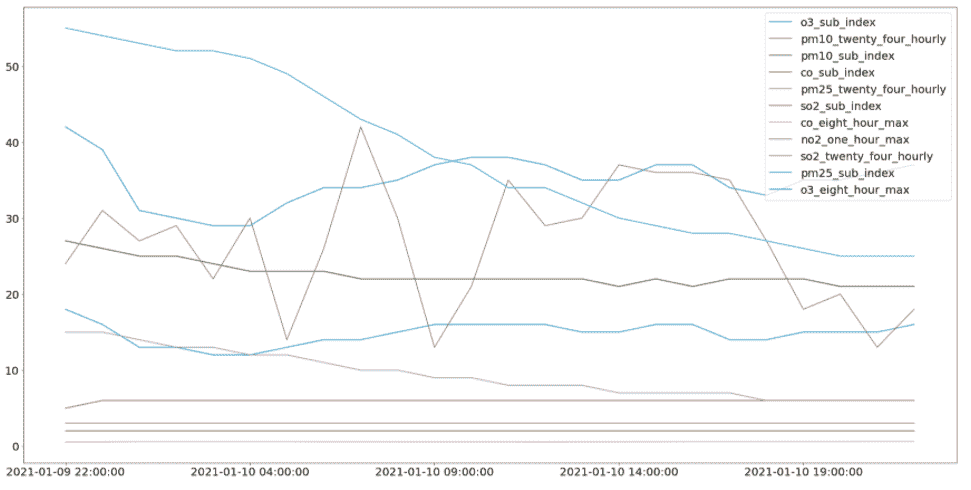 o3_sub_index
pm10_twenty_four_hourly
pm10_sub_index
co_sub_index
pm25_twenty_four_hourly
so2_sub_index
co_eight_hour_max
no2_one_hour_max
so2_twenty_four_hourly
pm25_sub_index
o3_eight_hour_max
50
40
30
20
10
0
2021-01-09 22:00:00 2021-01-10 04:00:00 2021-01-10 09:00:00 2021-01-10 14:00:00 2021-01-10 19:00:00